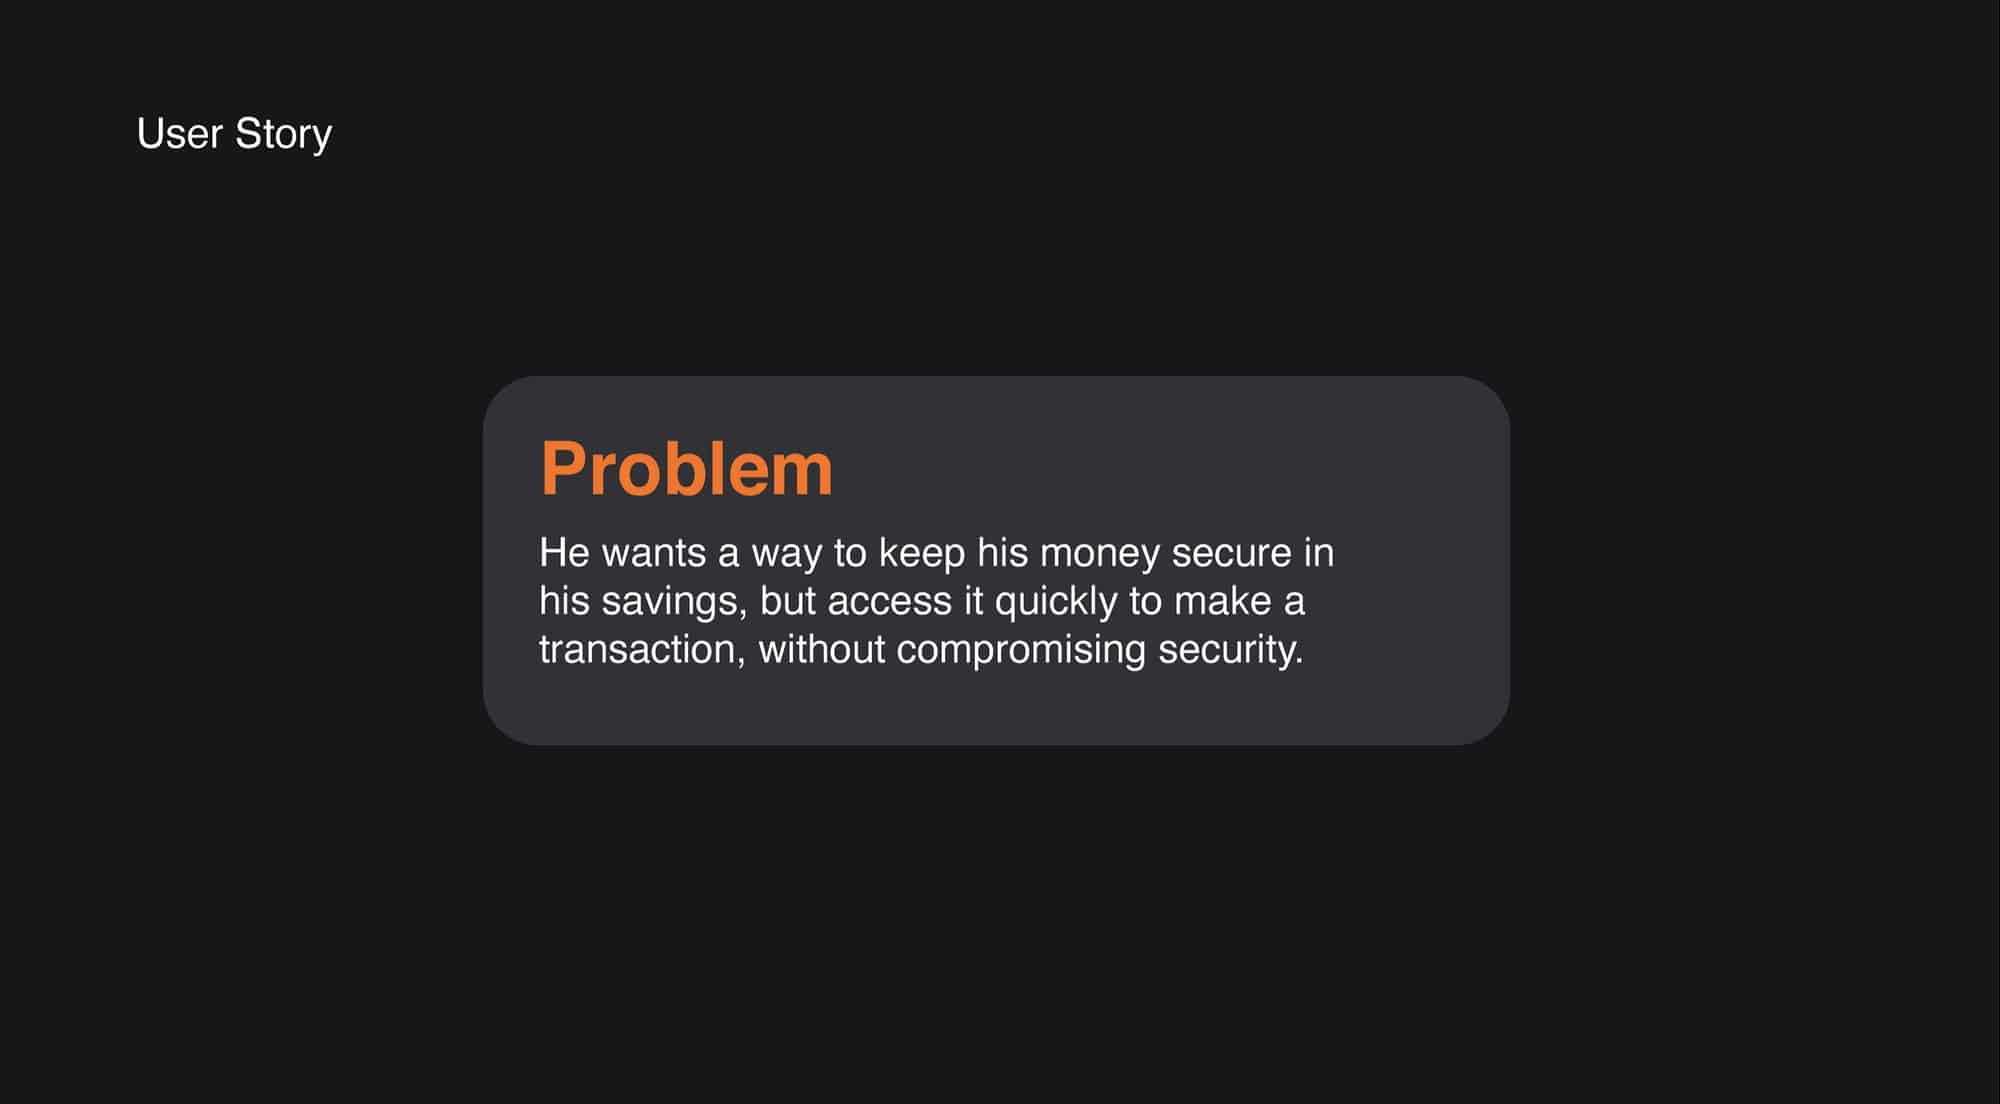 User Story
Problem
He wants a way to keep his money secure in
his savings, but access it quickly to make a
transaction, without compromising security.